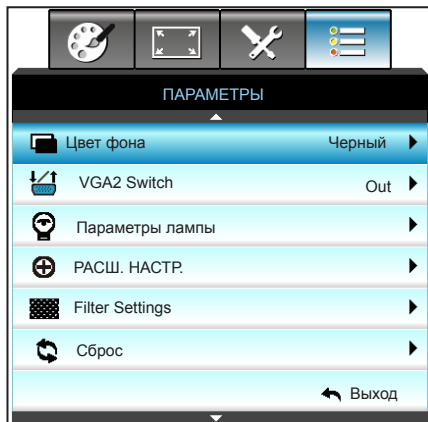 ПАРАМЕТРЫ
Цвет фона Черный
VGA2 Switch Out
Параметры лампы
РАСШ. НАСТР.
Filter Settings
Сброс
Выход